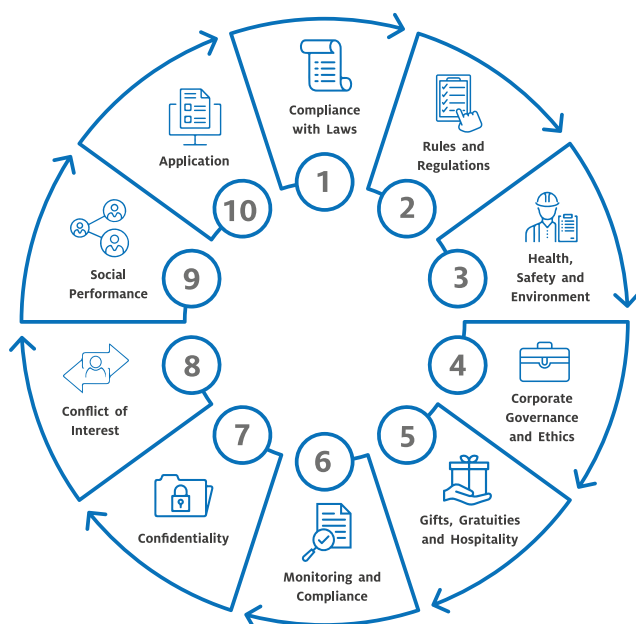 1
Compliance
with Laws
2
Rules and
Regulations
3
Health,
Safety and
Environment
4
Corporate
Governance
and Ethics
5
Gifts, Gratuities
and Hospitality
6
Monitoring and
Compliance
7
Confidentiality
8
Conflict of
Interest
9
Social
Performance
10
Application